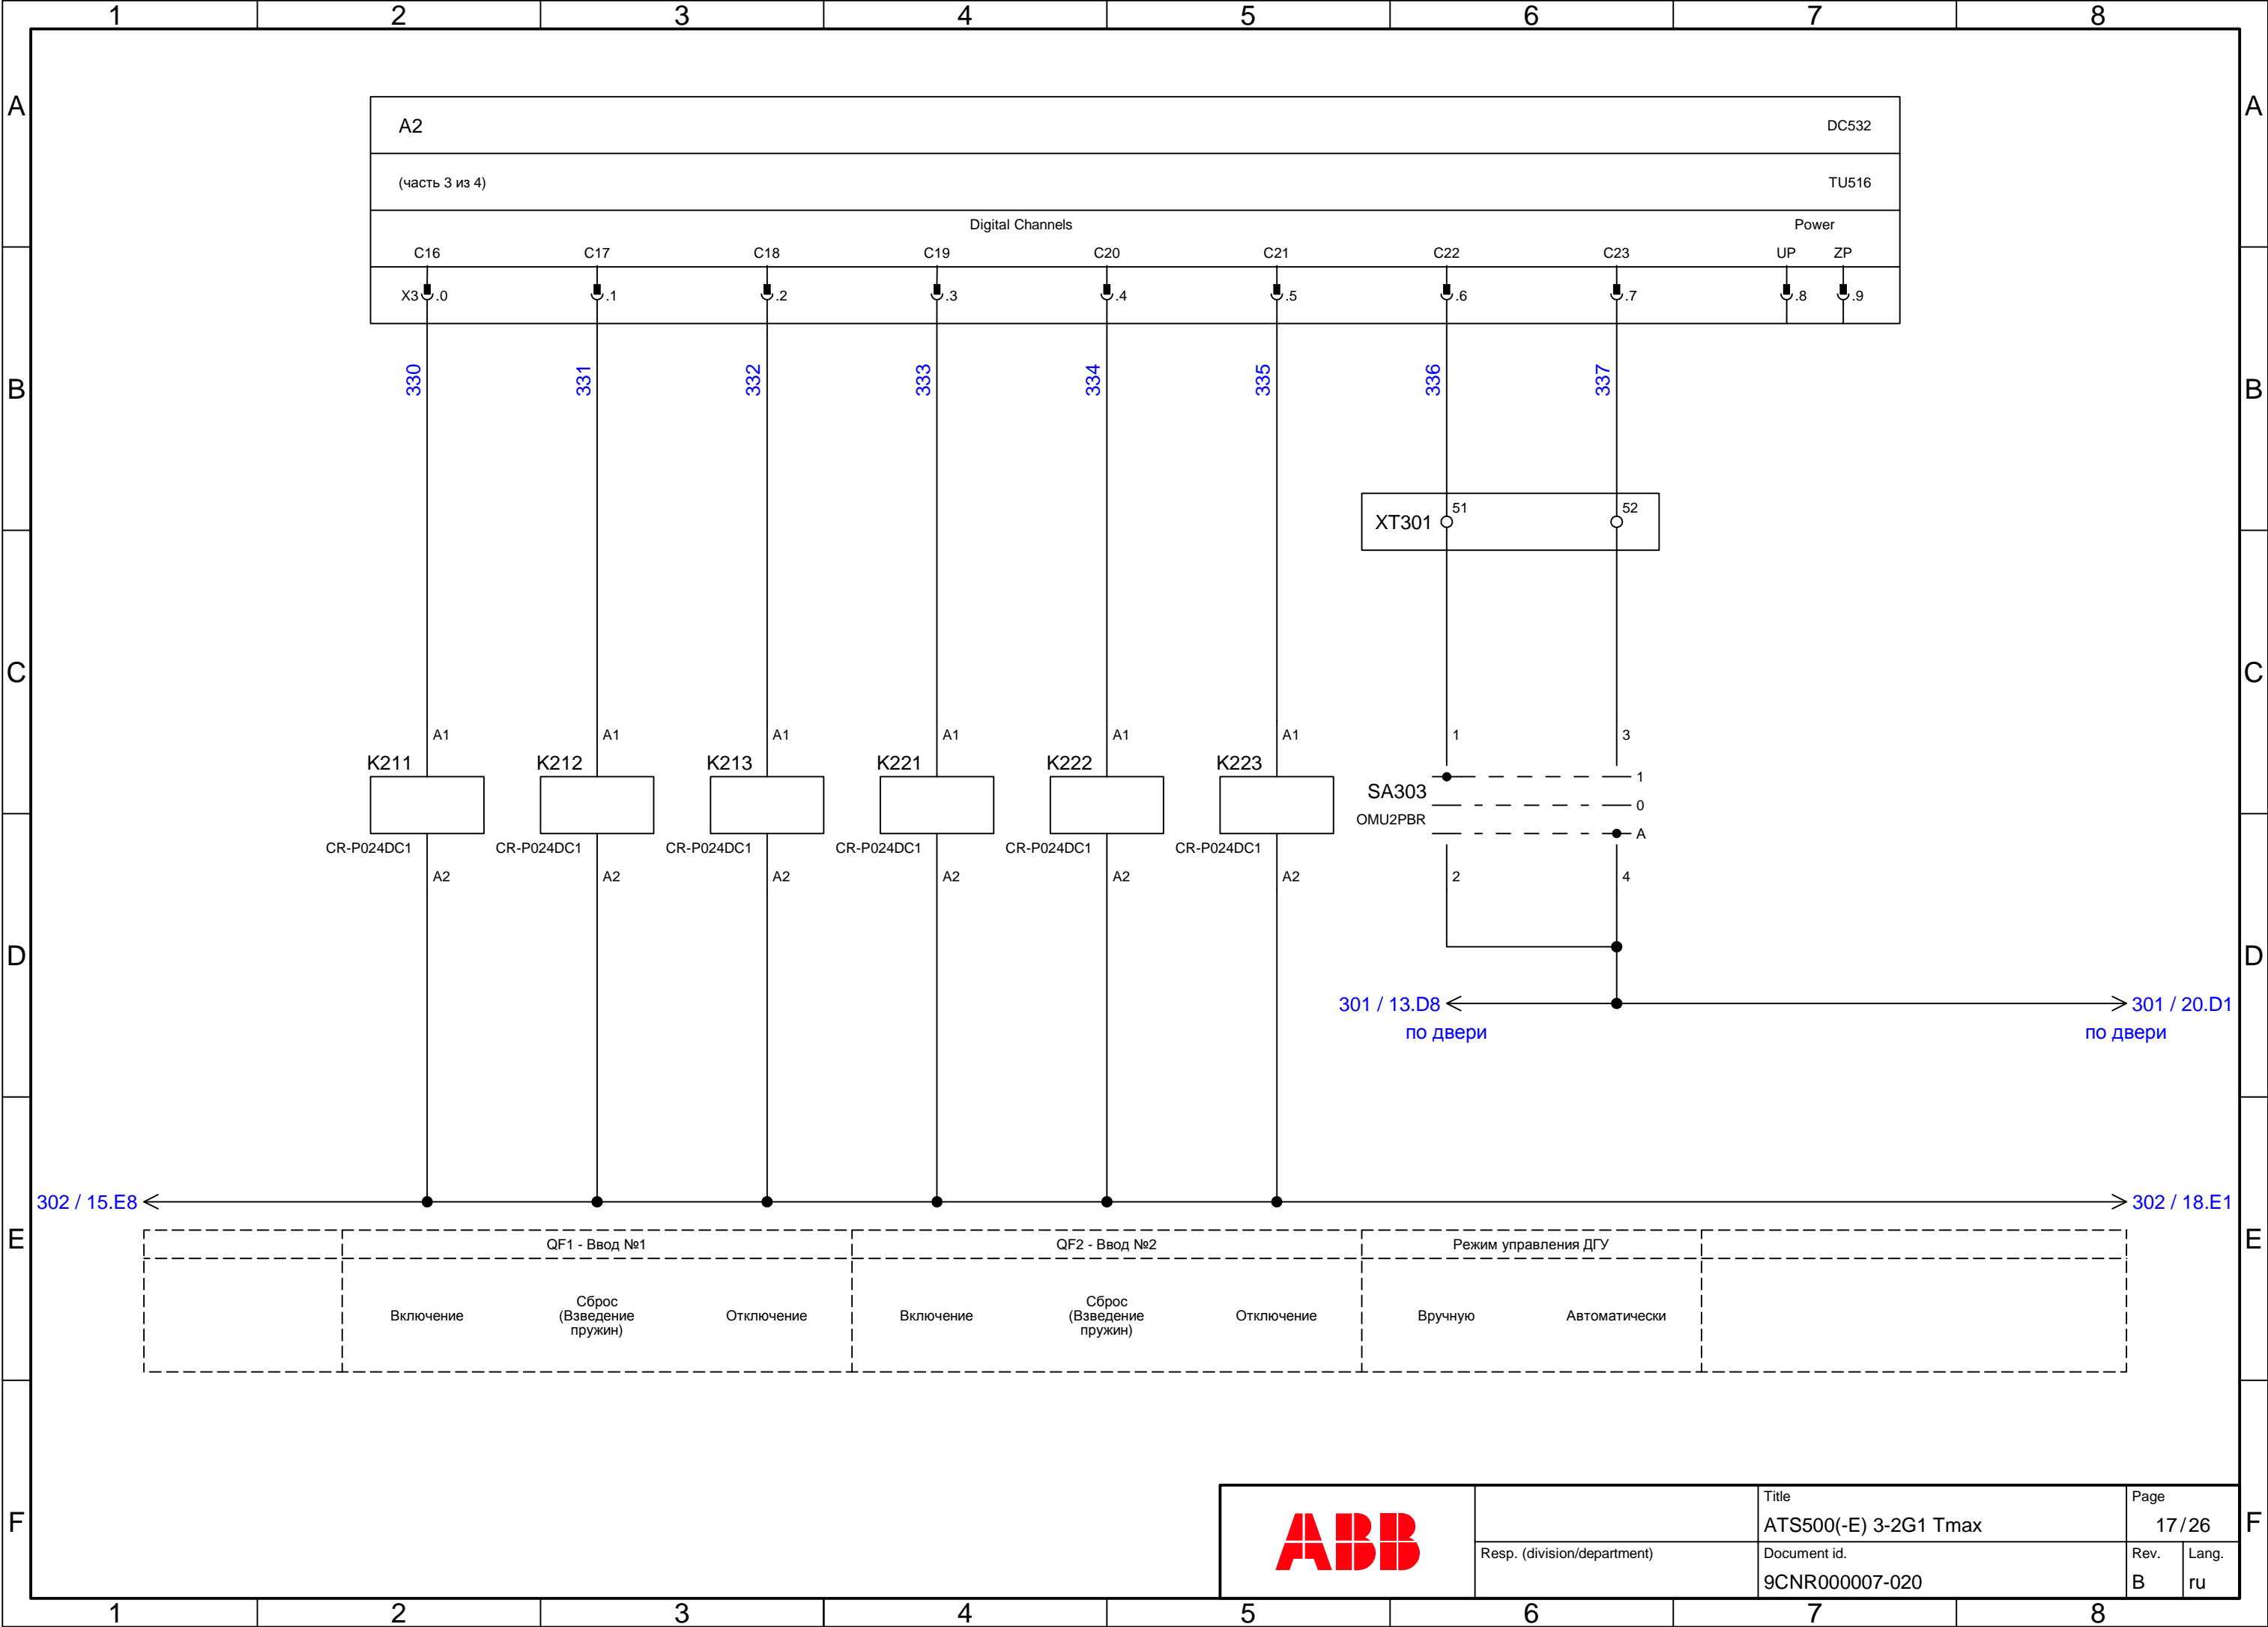 1 2 3 4 5 6 7 8
A A
A2 DC532
(часть 3 из 4) TU516
Digital Channels Power
C16 C17 C18 C19 C20 C21 C22 C23 UP ZP
X3 .0 .1 .2 .3 .4 .5 .6 .7 .8 .9
B B
330 331 332 333 334 335 336 337
XT301 51 52
C C
A1 A1 A1 A1 A1 A1 1 3
K211 K212 K213 K221 K222 K223
1
SA303
0
OMU2PBR
A
CR-P024DC1 CR-P024DC1 CR-P024DC1 CR-P024DC1 CR-P024DC1 CR-P024DC1
A2 A2 A2 A2 A2 A2 2 4
D D
301 / 13.D8 301 / 20.D1
по двери по двери
302 / 15.E8 302 / 18.E1
E E
QF1 - Ввод №1 QF2 - Ввод №2 Режим управления ДГУ
Включение
Сброс
(Взведение
пружин)
Отключение
Включение
Сброс
(Взведение
пружин)
Отключение
Вручную
Автоматически
F F
ABB
Title
ATS500(-E) 3-2G1 Tmax
Page
17/26
Resp. (division/department)
Document id.
9CNR000007-020
Rev.
B
Lang.
ru
1 2 3 4 5 6 7 8